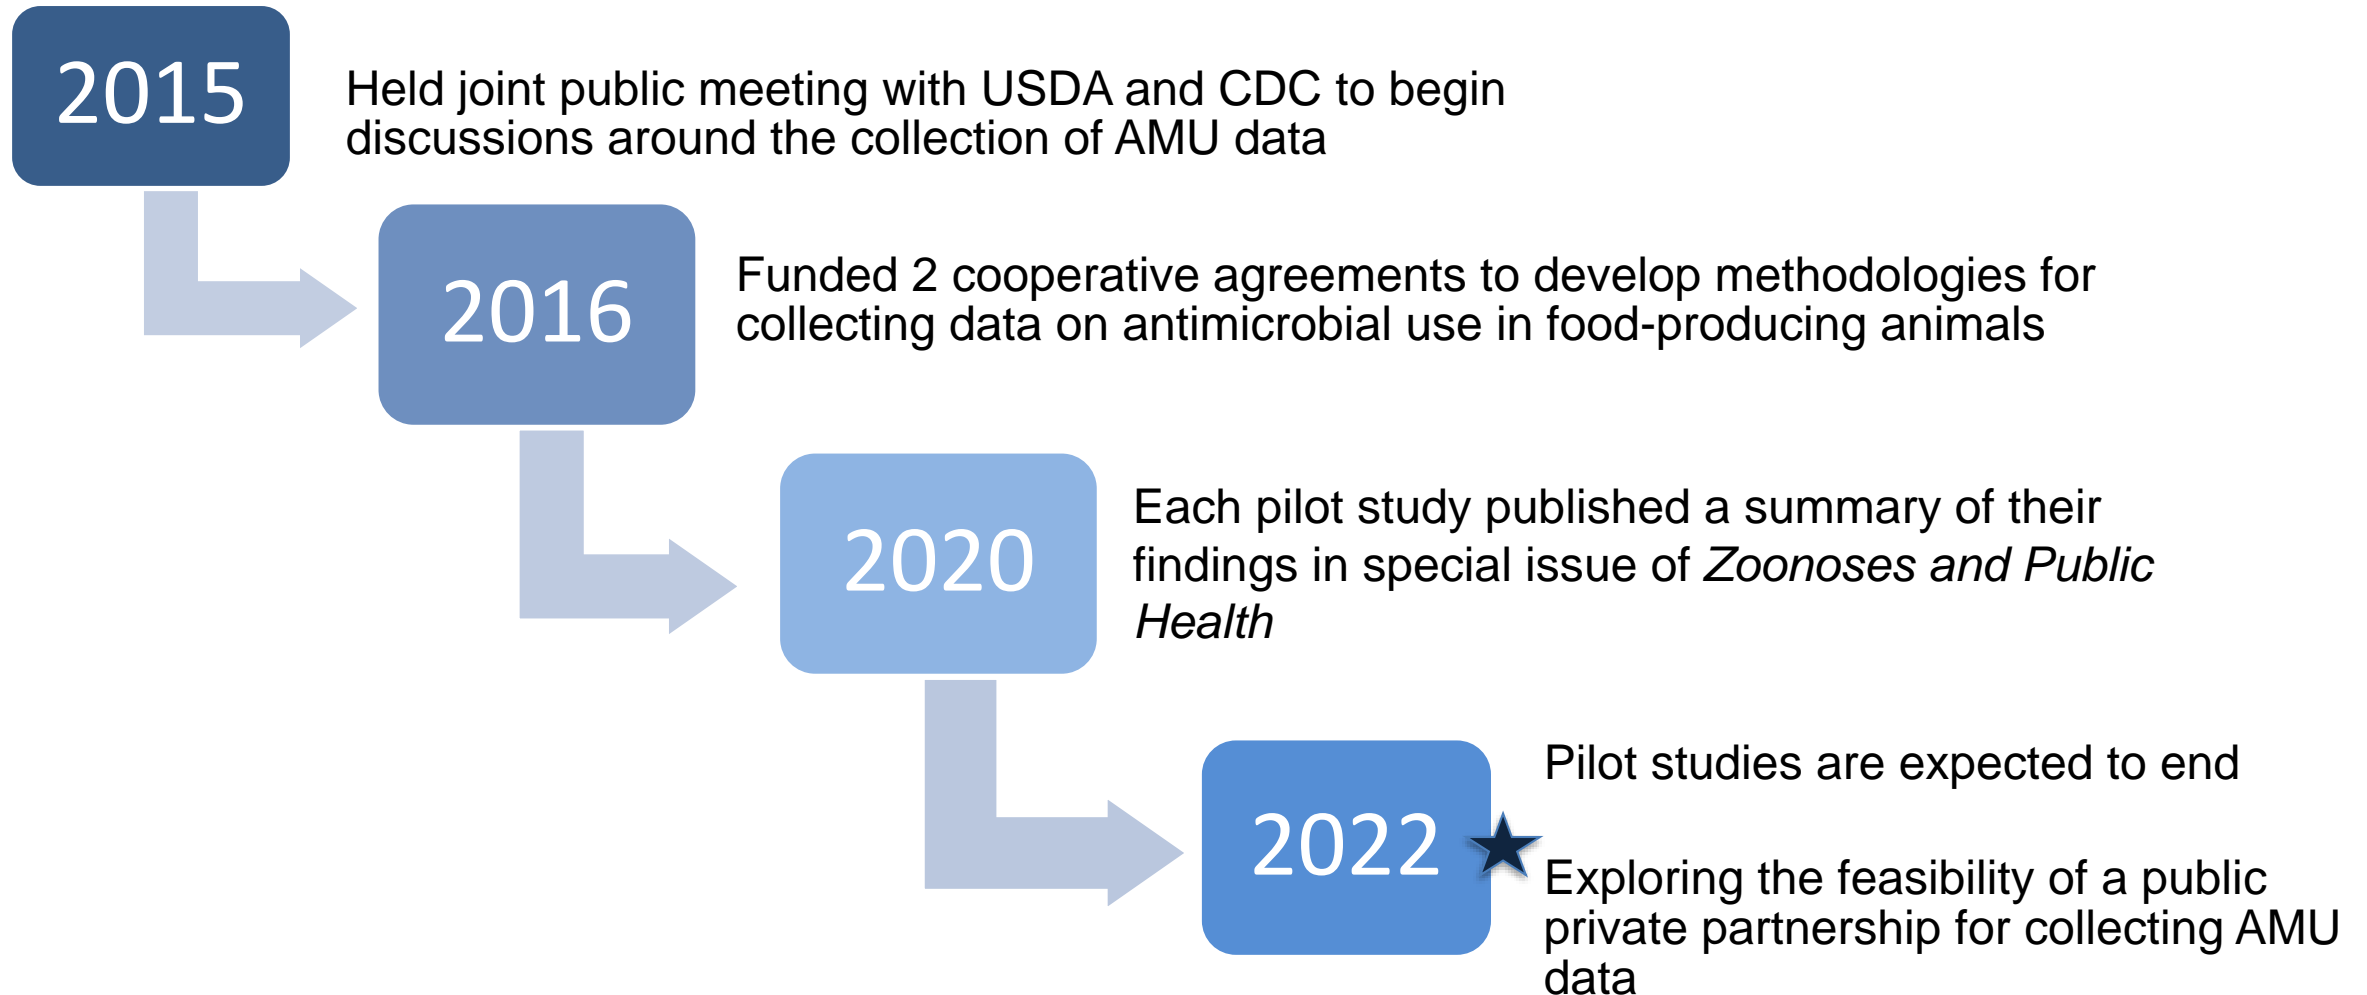 2015
Held joint public meeting with USDA and CDC to begin
discussions around the collection of AMU data
2016
Funded 2 cooperative agreements to develop methodologies for
collecting data on antimicrobial use in food-producing animals
2020
Each pilot study published a summary of their
findings in special issue of Zoonoses and Public
Health
2022
Pilot studies are expected to end
Exploring the feasibility of a public
private partnership for collecting AMU
data